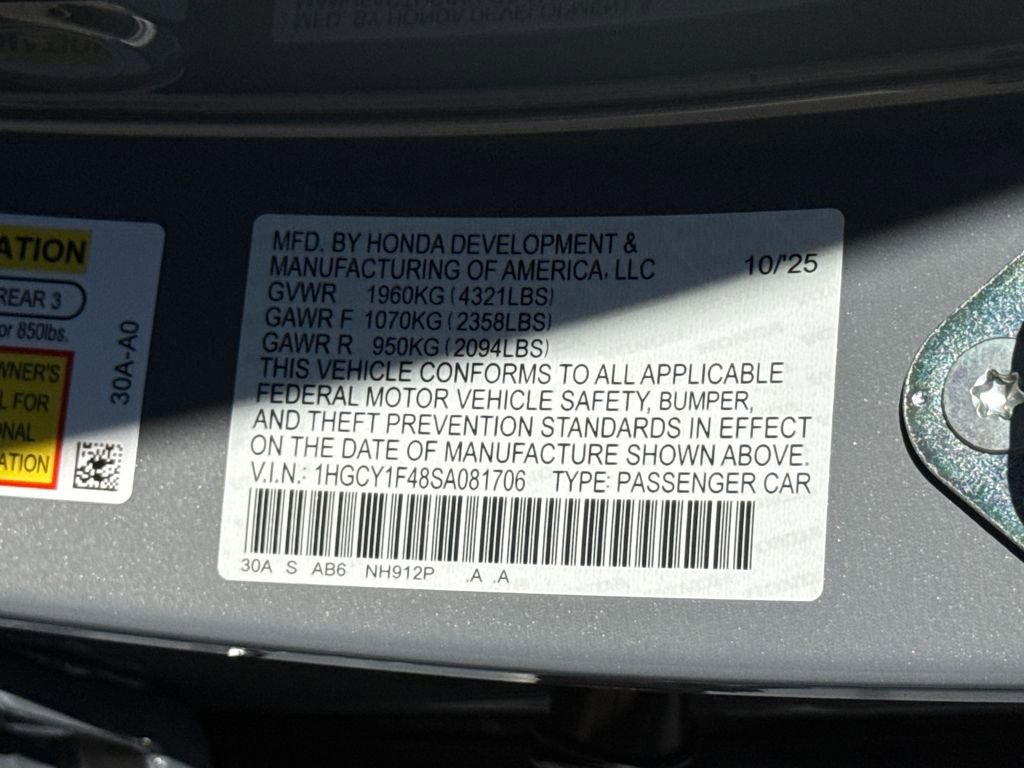 MFD. BY HONDA DEVELOPMENT &
MANUFACTURING OF AMERICA, LLC 10/'25
GVWR 1960KG (4321LBS)
GAWR F 1070KG (2358LBS)
GAWR R 950KG (2094LBS)
THIS VEHICLE CONFORMS TO ALL APPLICABLE
FEDERAL MOTOR VEHICLE SAFETY, BUMPER,
AND THEFT PREVENTION STANDARDS IN EFFECT
ON THE DATE OF MANUFACTURE SHOWN ABOVE.
V.I.N.: 1HGCY1F48SA081706 TYPE: PASSENGER CAR
30A S AB6 NH912P .A .A
ATION
REAR 3
or 850lbs.
WNER'S
L FOR
ONAL
ATION
30A-A0